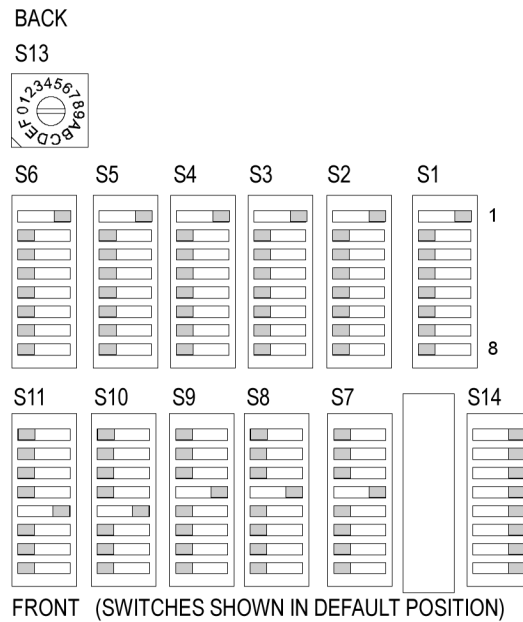 BACK
S13
0123456789ABCDEF
S6 S5 S4 S3 S2 S1
1
8
S11 S10 S9 S8 S7 S14
FRONT (SWITCHES SHOWN IN DEFAULT POSITION)